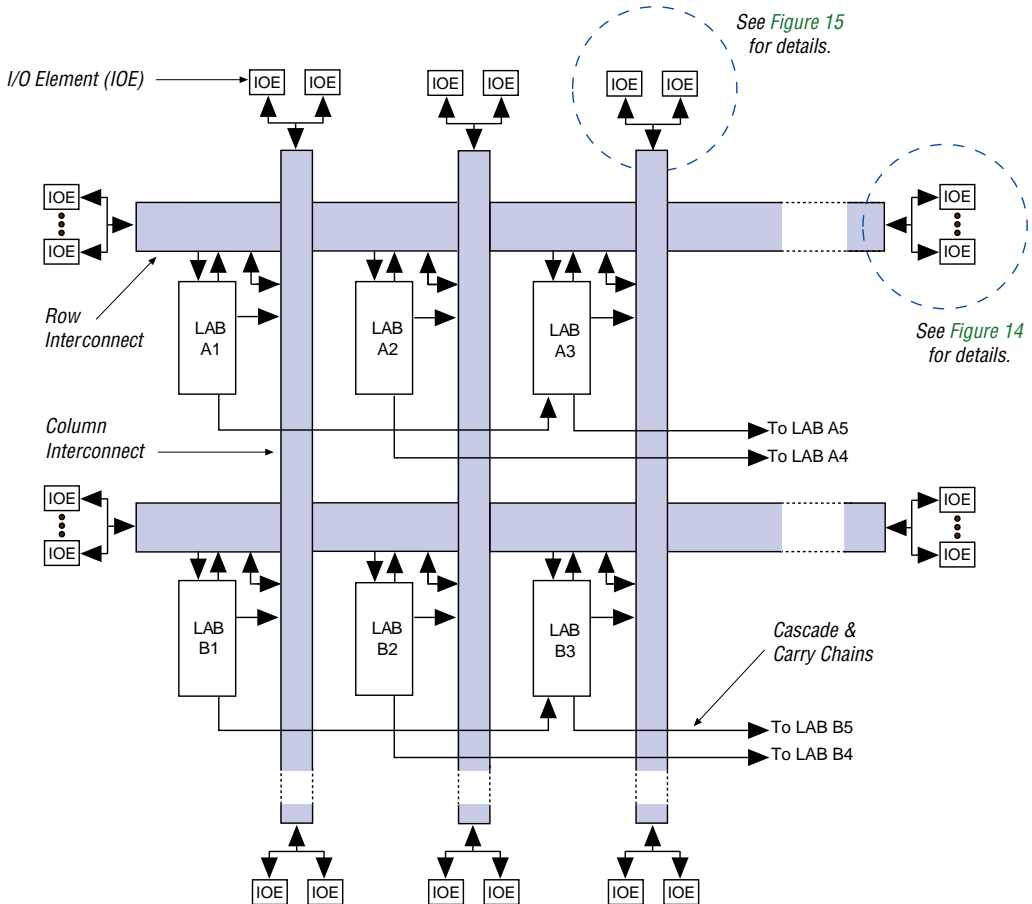 See Figure 15
for details.
I/O Element (IOE)
IOE IOE IOE IOE IOE IOE
IOE
IOE
IOE
IOE
Row
Interconnect
LAB
A1
LAB
A2
LAB
A3
See Figure 14
for details.
Column
Interconnect
To LAB A5
To LAB A4
IOE
IOE
IOE
IOE
LAB
B1
LAB
B2
LAB
B3
Cascade &
Carry Chains
To LAB B5
To LAB B4
IOE IOE IOE IOE IOE IOE